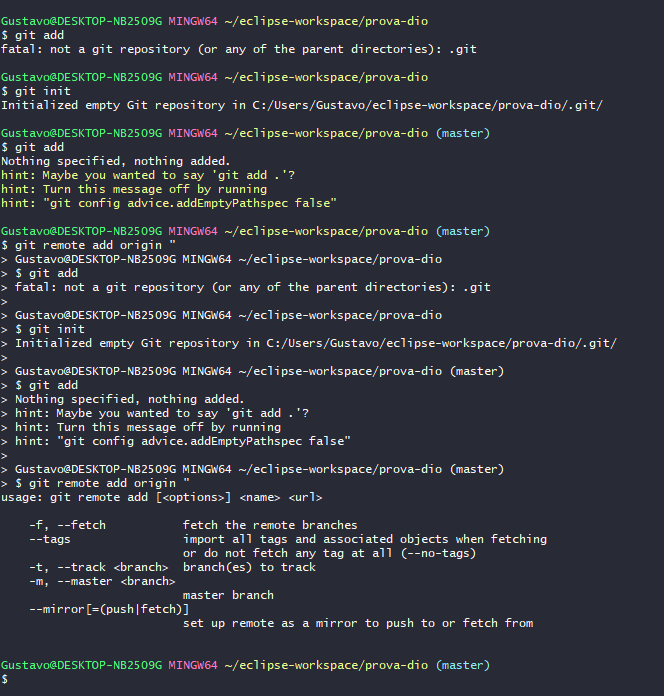 Gustavo@DESKTOP-NB2509G MINGW64 ~/eclipse-workspace/prova-dio
$ git add
fatal: not a git repository (or any of the parent directories): .git

Gustavo@DESKTOP-NB2509G MINGW64 ~/eclipse-workspace/prova-dio
$ git init
Initialized empty Git repository in C:/Users/Gustavo/eclipse-workspace/prova-dio/.git/

Gustavo@DESKTOP-NB2509G MINGW64 ~/eclipse-workspace/prova-dio (master)
$ git add
Nothing specified, nothing added.
hint: Maybe you wanted to say 'git add .'?
hint: Turn this message off by running
hint: "git config advice.addEmptyPathspec false"

Gustavo@DESKTOP-NB2509G MINGW64 ~/eclipse-workspace/prova-dio (master)
$ git remote add origin "
> Gustavo@DESKTOP-NB2509G MINGW64 ~/eclipse-workspace/prova-dio
> $ git add
> fatal: not a git repository (or any of the parent directories): .git
>
> Gustavo@DESKTOP-NB2509G MINGW64 ~/eclipse-workspace/prova-dio
> $ git init
> Initialized empty Git repository in C:/Users/Gustavo/eclipse-workspace/prova-dio/.git/
>
> Gustavo@DESKTOP-NB2509G MINGW64 ~/eclipse-workspace/prova-dio (master)
> $ git add
> Nothing specified, nothing added.
> hint: Maybe you wanted to say 'git add .'?
> hint: Turn this message off by running
> hint: "git config advice.addEmptyPathspec false"
>
> Gustavo@DESKTOP-NB2509G MINGW64 ~/eclipse-workspace/prova-dio (master)
> $ git remote add origin "
usage: git remote add [<options>] <name> <url>

    -f, --fetch           fetch the remote branches
    --tags                import all tags and associated objects when fetching
                          or do not fetch any tag at all (--no-tags)
    -t, --track <branch>  branch(es) to track
    -m, --master <branch>
                          master branch
    --mirror[=(push|fetch)]
                          set up remote as a mirror to push to or fetch from

Gustavo@DESKTOP-NB2509G MINGW64 ~/eclipse-workspace/prova-dio (master)
$